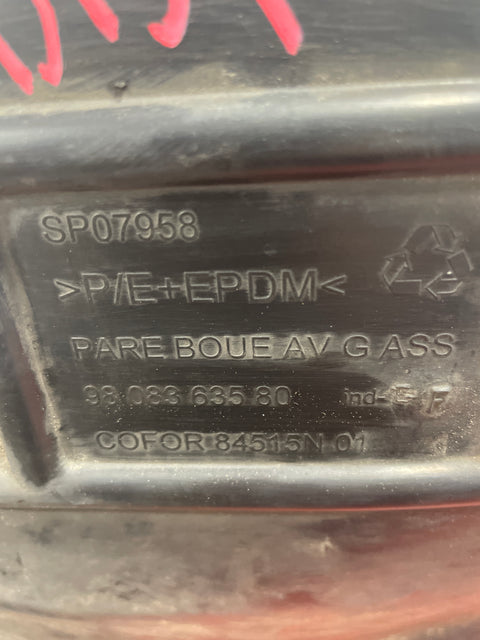 SP07958
>P/E+EPDM<
PARE BOUE AV G ASS
98 083 635 80 ind- F
COFOR 84515N 01